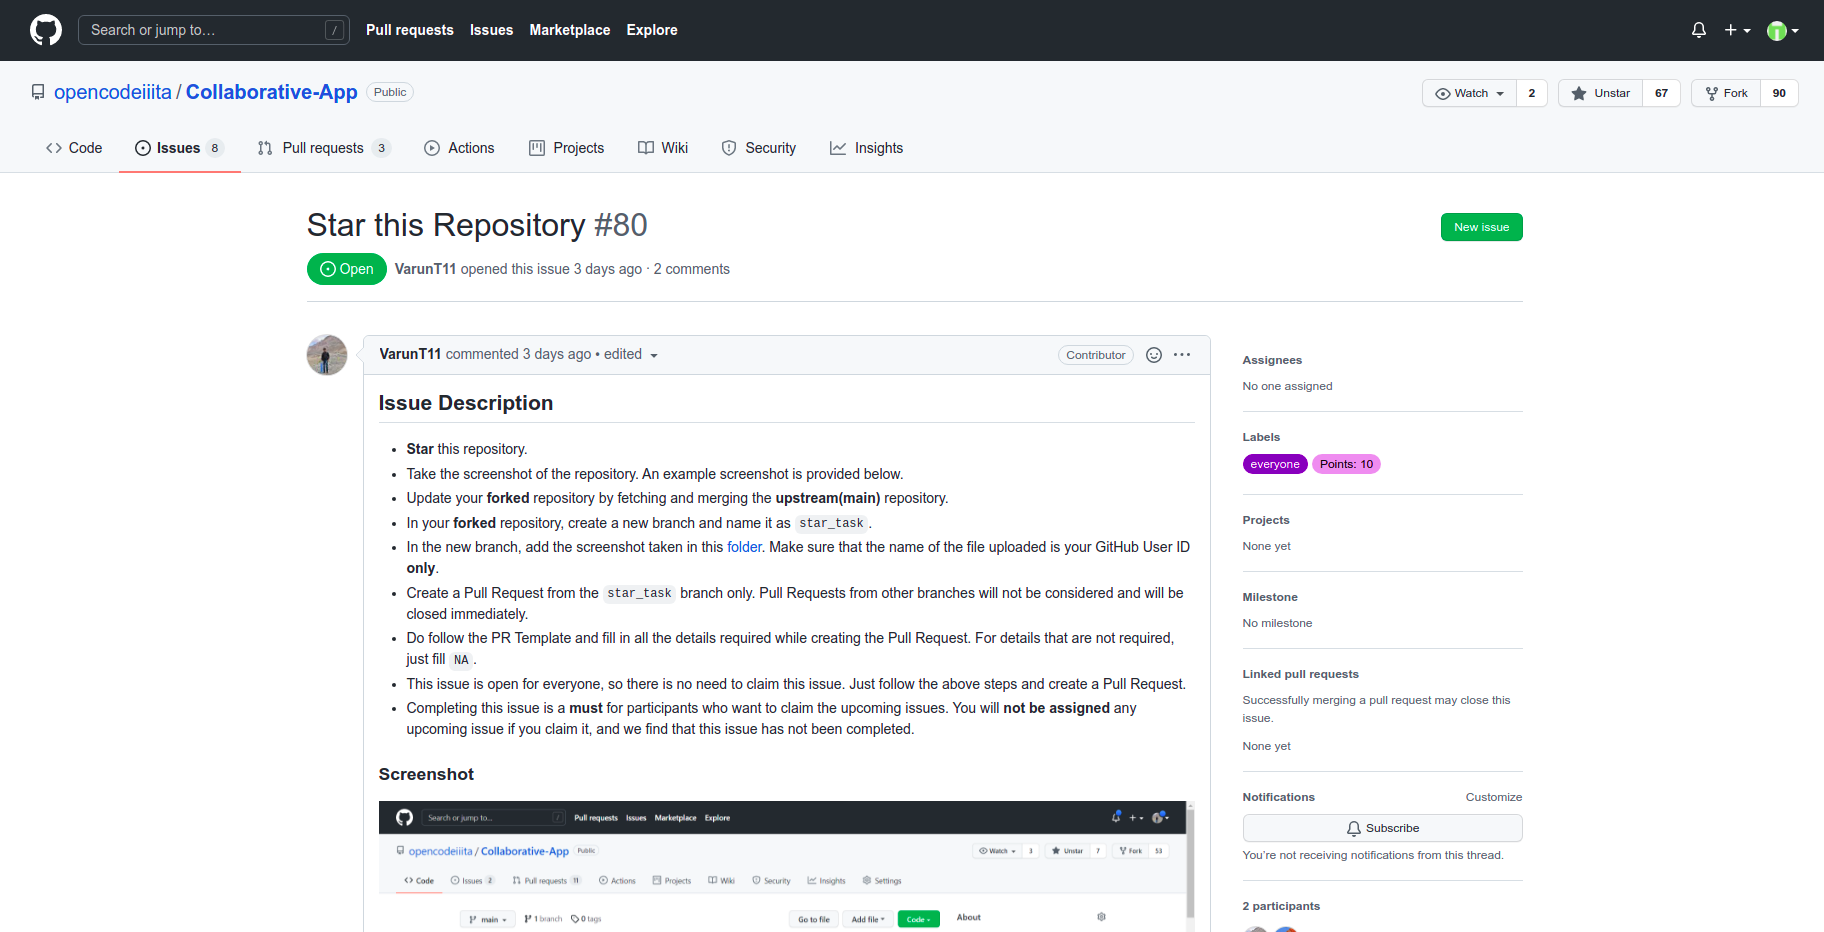 Search or jump to... /
Pull requests Issues Marketplace Explore
opencodeiiita / Collaborative-App Public
Watch 2 Unstar 67 Fork 90
Code Issues 8 Pull requests 3 Actions Projects Wiki Security Insights
Star this Repository #80
New issue
Open VarunT11 opened this issue 3 days ago · 2 comments
VarunT11 commented 3 days ago • edited Contributor
Issue Description
• Star this repository.
• Take the screenshot of the repository. An example screenshot is provided below.
• Update your forked repository by fetching and merging the upstream(main) repository.
• In your forked repository, create a new branch and name it as star_task .
• In the new branch, add the screenshot taken in this folder. Make sure that the name of the file uploaded is your GitHub User ID
only.
• Create a Pull Request from the star_task branch only. Pull Requests from other branches will not be considered and will be
closed immediately.
• Do follow the PR Template and fill in all the details required while creating the Pull Request. For details that are not required,
just fill NA .
• This issue is open for everyone, so there is no need to claim this issue. Just follow the above steps and create a Pull Request.
• Completing this issue is a must for participants who want to claim the upcoming issues. You will not be assigned any
upcoming issue if you claim it, and we find that this issue has not been completed.
Screenshot
Search or jump to... /
Pull requests Issues Marketplace Explore
opencodeiiita / Collaborative-App Public
Watch 3 Unstar 7 Fork 53
Code Issues 2 Pull requests 11 Actions Projects Wiki Security Insights Settings
main 1 branch 0 tags Go to file Add file Code About
Assignees
No one assigned
Labels
everyone Points: 10
Projects
None yet
Milestone
No milestone
Linked pull requests
Successfully merging a pull request may close this
issue.
None yet
Notifications Customize
Subscribe
You're not receiving notifications from this thread.
2 participants